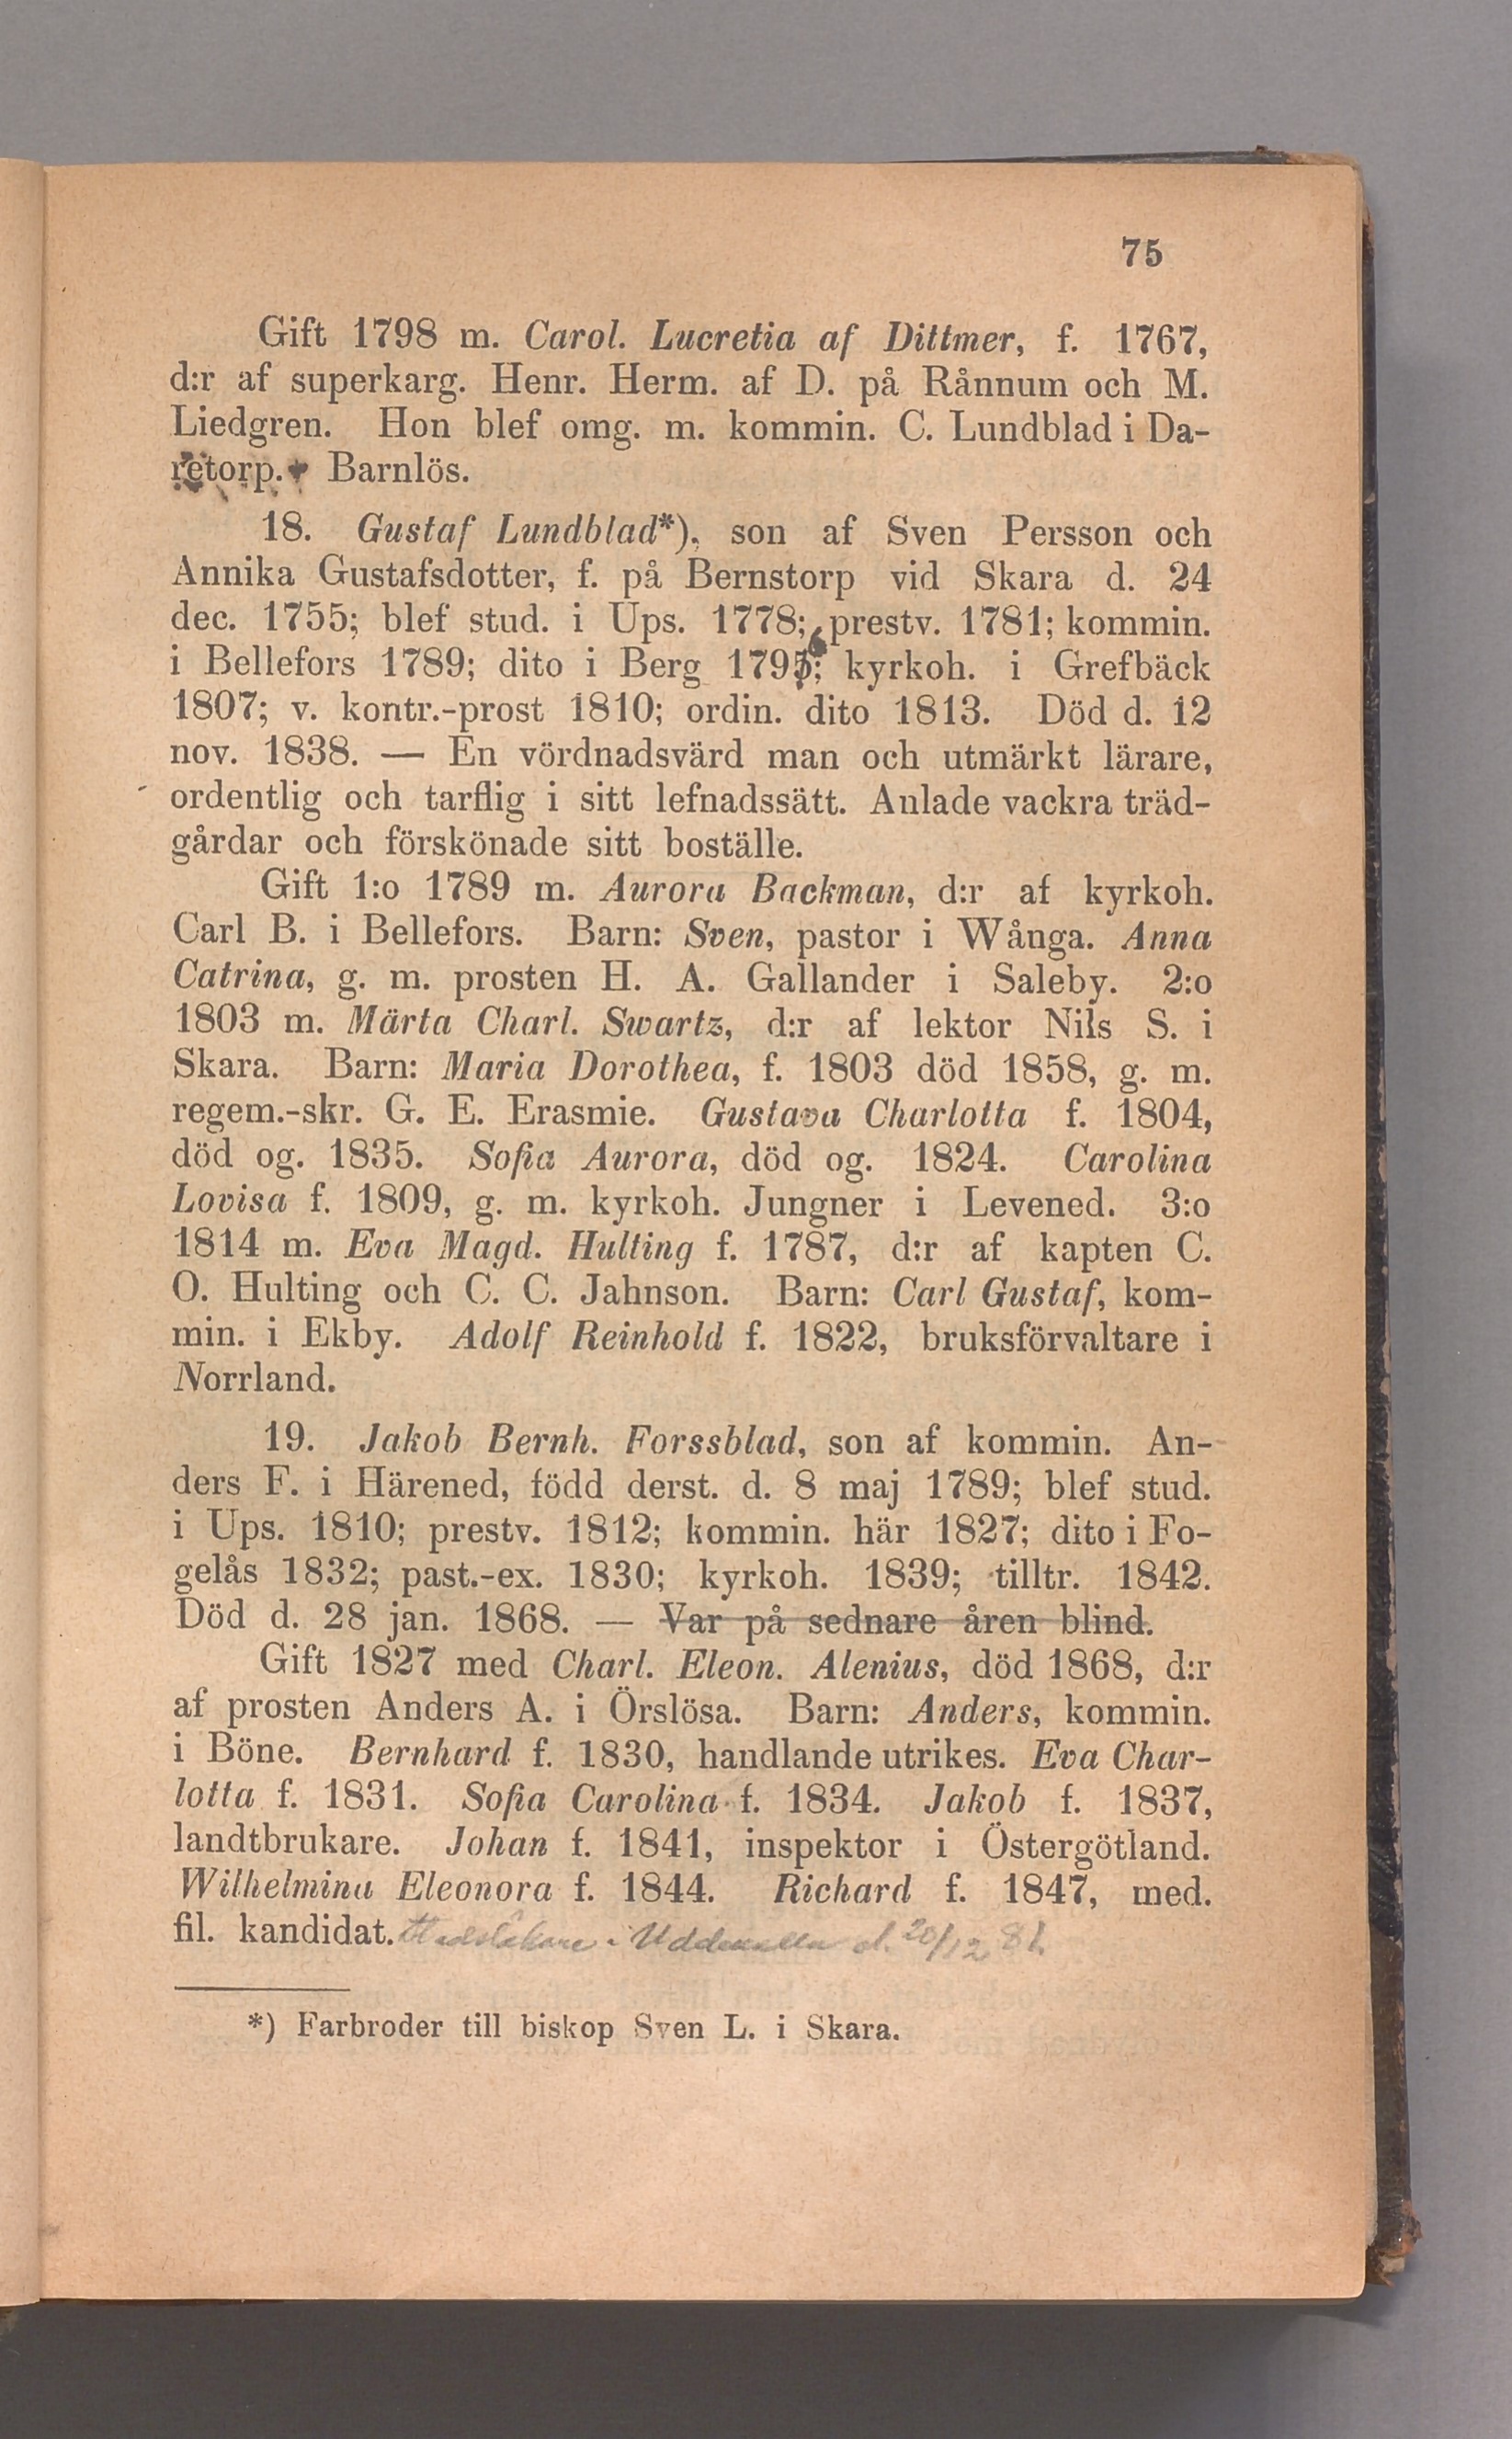 75
Gift 1798 m. Carol. Lucretia af Dittmer, f. 1767,
d:r af superkarg. Henr. Herm. af D. på Rånnum och M.
Liedgren. Hon blef omg. m. kommin. C. Lundblad i Da-
retorp. Barnlös.
18. Gustaf Lundblad*), son af Sven Persson och
Annika Gustafsdotter, f. på Bernstorp vid Skara d. 24
dec. 1755; blef stud. i Ups. 1778; prestv. 1781; kommin.
i Bellefors 1789; dito i Berg 1795; kyrkoh. i Grefbäck
1807; v. kontr.-prost 1810; ordin. dito 1813. Död d. 12
nov. 1838. — En vördnadsvärd man och utmärkt lärare,
ordentlig och tarflig i sitt lefnadssätt. Anlade vackra träd-
gårdar och förskönade sitt boställe.
Gift 1:o 1789 m. Aurora Backman, d:r af kyrkoh.
Carl B. i Bellefors. Barn: Sven, pastor i Wånga. Anna
Catrina, g. m. prosten H. A. Gallander i Saleby. 2:o
1803 m. Märta Charl. Swartz, d:r af lektor Nils S. i
Skara. Barn: Maria Dorothea, f. 1803 död 1858, g. m.
regem.-skr. G. E. Erasmie. Gustava Charlotta f. 1804,
död og. 1835. Sofia Aurora, död og. 1824. Carolina
Lovisa f. 1809, g. m. kyrkoh. Jungner i Levened. 3:o
1814 m. Eva Magd. Hulting f. 1787, d:r af kapten C.
O. Hulting och C. C. Jahnson. Barn: Carl Gustaf, kom-
min. i Ekby. Adolf Reinhold f. 1822, bruksförvaltare i
Norrland.
19. Jakob Bernh. Forssblad, son af kommin. An-
ders F. i Härened, född derst. d. 8 maj 1789; blef stud.
i Ups. 1810; prestv. 1812; kommin. här 1827; dito i Fo-
gelås 1832; past.-ex. 1830; kyrkoh. 1839; tilltr. 1842.
Död d. 28 jan. 1868. — Var på sednare åren blind.
Gift 1827 med Charl. Eleon. Alenius, död 1868, d:r
af prosten Anders A. i Örslösa. Barn: Anders, kommin.
i Böne. Bernhard f. 1830, handlande utrikes. Eva Char-
lotta f. 1831. Sofia Carolina f. 1834. Jakob f. 1837,
landtbrukare. Johan f. 1841, inspektor i Östergötland.
Wilhelmina Eleonora f. 1844. Richard f. 1847, med.
fil. kandidat. Stadsläkare i Uddevalla d. 20/12 81.
*) Farbroder till biskop Sven L. i Skara.